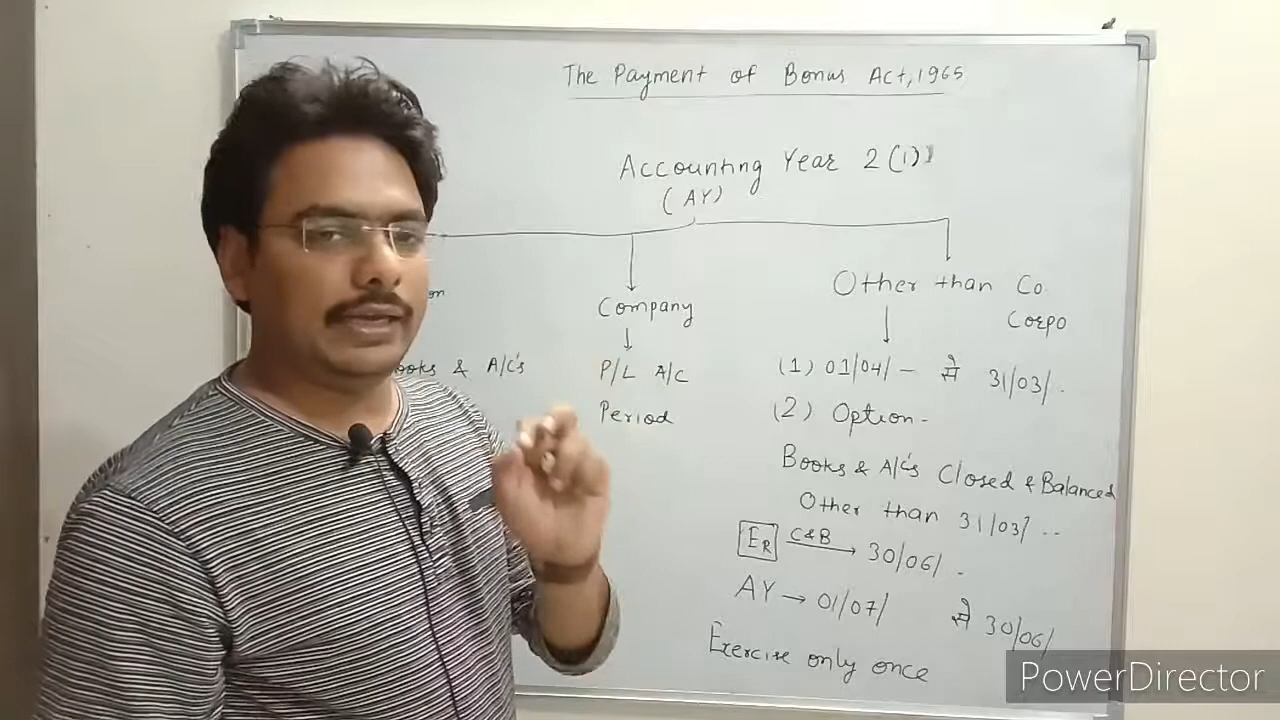 The Payment of Bonus Act, 1965
Accounting Year 2(1)
(AY)
Company
P/L A/C
Period
Books & A/c's
Other than Co.
Corpo
(1) 01/04/- से 31/03/..
(2) Option-
Books & A/c's Closed & Balanced
Other than 31/03/..
ER C&B 30/06/-
AY → 01/07/ से 30/06/
Exercise only once
PowerDirector